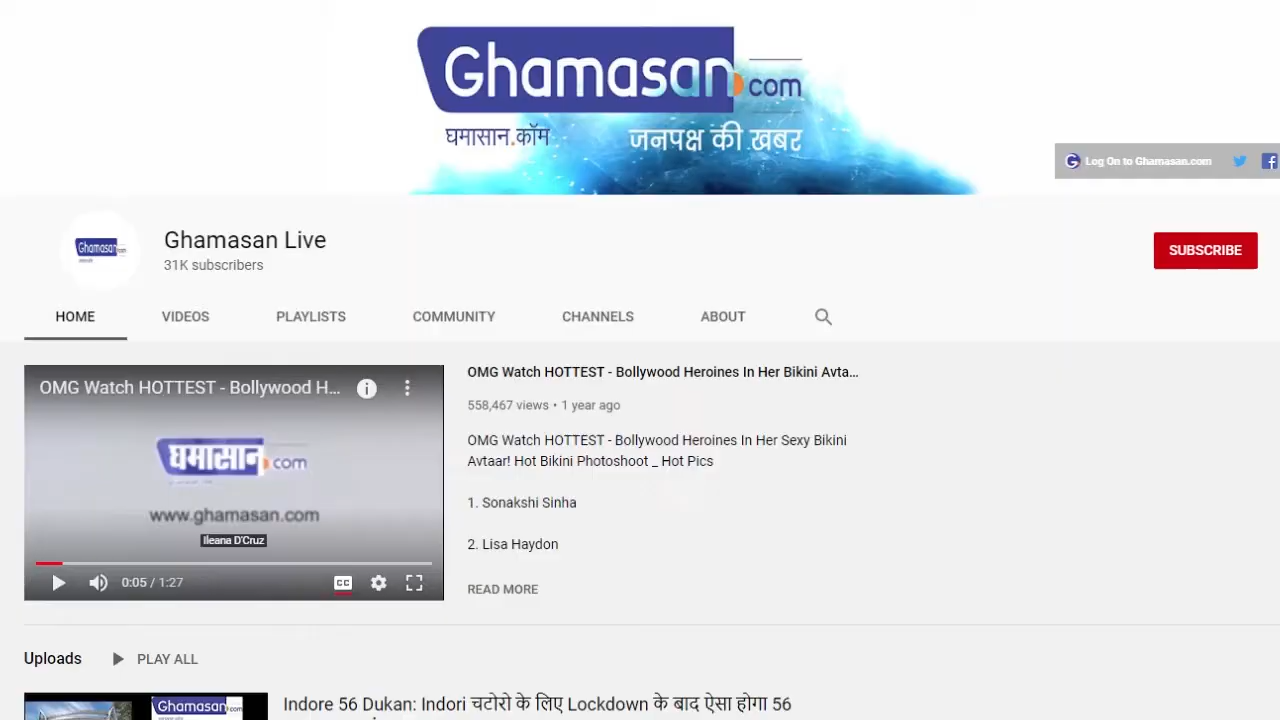 Ghamasan.com
घमासान.कॉम
जनपक्ष की खबर
Log On to Ghamasan.com
Ghamasan.com
Ghamasan Live
31K subscribers
SUBSCRIBE
HOME
VIDEOS
PLAYLISTS
COMMUNITY
CHANNELS
ABOUT
OMG Watch HOTTEST - Bollywood H...
घमासान.com
www.ghamasan.com
Ileana D'Cruz
0:05 / 1:27
CC
OMG Watch HOTTEST - Bollywood Heroines In Her Bikini Avta...
558,467 views • 1 year ago
OMG Watch HOTTEST - Bollywood Heroines In Her Sexy Bikini
Avtaar! Hot Bikini Photoshoot _ Hot Pics
1. Sonakshi Sinha
2. Lisa Haydon
READ MORE
Uploads
PLAY ALL
Ghamasan
Indore 56 Dukan: Indori चटोरो के लिए Lockdown के बाद ऐसा होगा 56